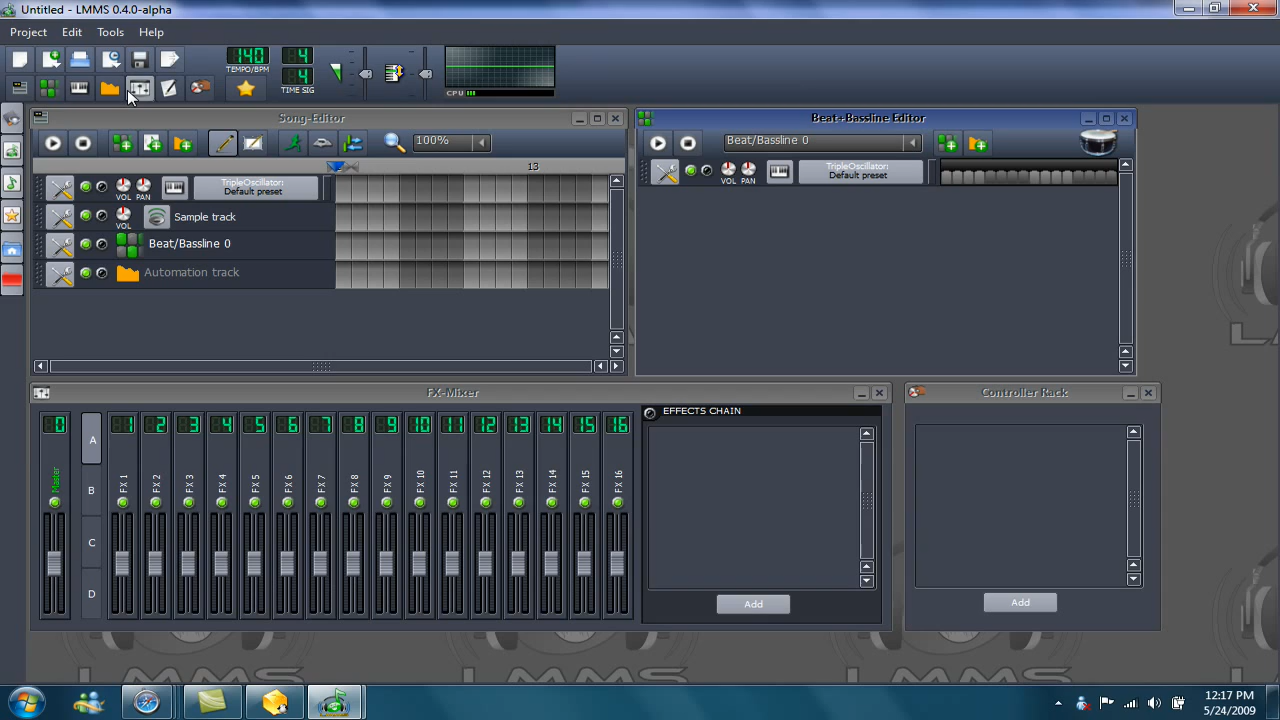 Untitled - LMMS 0.4.0-alpha
Project Edit Tools Help
140
TEMPO/BPM
4
4
TIME SIG
CPU
Song-Editor
100%
13
VOL PAN
TripleOscillator:
Default preset
VOL
Sample track
Beat/Bassline 0
Automation track
Beat+Bassline Editor
Beat/Bassline 0
VOL PAN
TripleOscillator:
Default preset
FX-Mixer
0 1 2 3 4 5 6 7 8 9 10 11 12 13 14 15 16
Master
A
B
C
D
FX 1
FX 2
FX 3
FX 4
FX 5
FX 6
FX 7
FX 8
FX 9
FX 10
FX 11
FX 12
FX 13
FX 14
FX 15
FX 16
EFFECTS CHAIN
Add
Controller Rack
Add
LMMS
LMMS
12:17 PM
5/24/2009